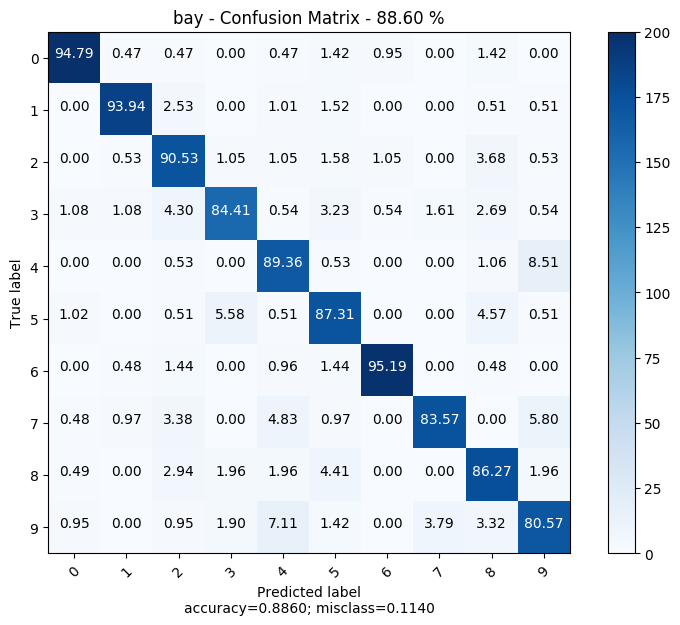 bay - Confusion Matrix - 88.60 %
0 94.79 0.47 0.47 0.00 0.47 1.42 0.95 0.00 1.42 0.00
1 0.00 93.94 2.53 0.00 1.01 1.52 0.00 0.00 0.51 0.51
2 0.00 0.53 90.53 1.05 1.05 1.58 1.05 0.00 3.68 0.53
3 1.08 1.08 4.30 84.41 0.54 3.23 0.54 1.61 2.69 0.54
4 0.00 0.00 0.53 0.00 89.36 0.53 0.00 0.00 1.06 8.51
5 1.02 0.00 0.51 5.58 0.51 87.31 0.00 0.00 4.57 0.51
6 0.00 0.48 1.44 0.00 0.96 1.44 95.19 0.00 0.48 0.00
7 0.48 0.97 3.38 0.00 4.83 0.97 0.00 83.57 0.00 5.80
8 0.49 0.00 2.94 1.96 1.96 4.41 0.00 0.00 86.27 1.96
9 0.95 0.00 0.95 1.90 7.11 1.42 0.00 3.79 3.32 80.57
0 1 2 3 4 5 6 7 8 9
True label
Predicted label
accuracy=0.8860; misclass=0.1140
200
175
150
125
100
75
50
25
0